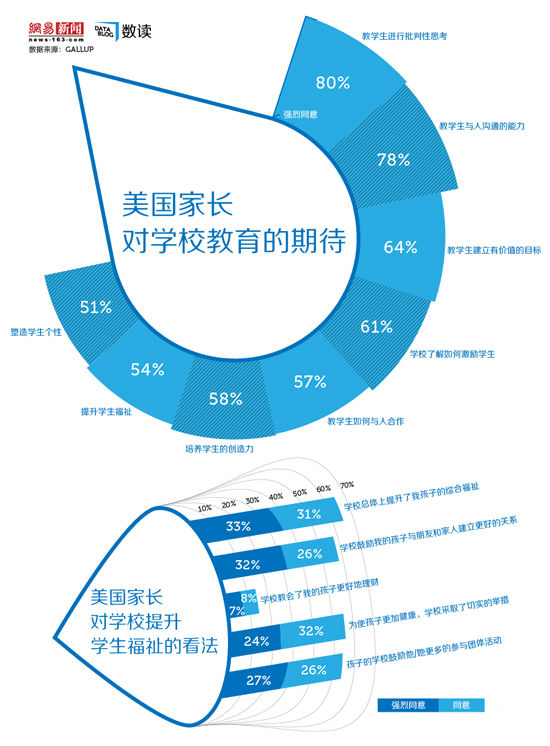 網易新闻
news·163·com
DATA
BLOG
数读
数据来源：GALLUP
教学生进行批判性思考
80%
强烈同意
教学生与人沟通的能力
78%
教学生建立有价值的目标
64%
学校了解如何激励学生
61%
教学生如何与人合作
57%
培养学生的创造力
58%
提升学生福祉
54%
塑造学生个性
51%
美国家长
对学校教育的期待
10% 20% 30% 40% 50% 60% 70%
33% 31% 学校总体上提升了我孩子的综合福祉
32% 26% 学校鼓励我的孩子与朋友和家人建立更好的关系
7% 8% 学校教会了我的孩子更好地理财
24% 32% 为使孩子更加健康，学校采取了切实的举措
27% 26% 孩子的学校鼓励他/她更多的参与团体活动
美国家长
对学校提升
学生福祉的看法
强烈同意 同意